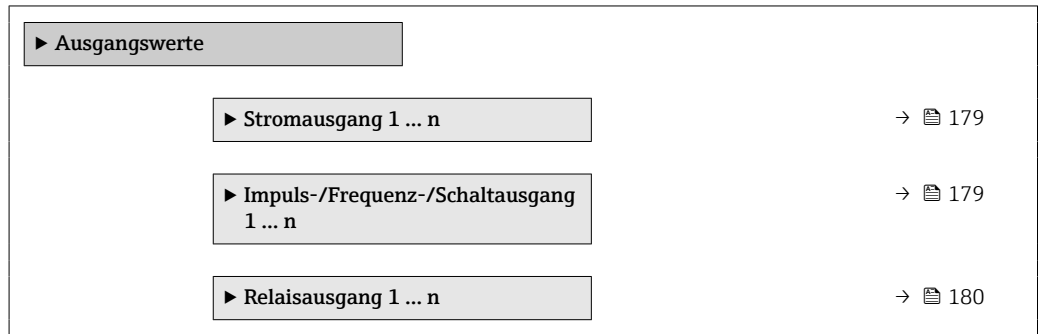 ▶ Ausgangswerte
▶ Stromausgang 1 ... n → 179
▶ Impuls-/Frequenz-/Schaltausgang
1 ... n → 179
▶ Relaisausgang 1 ... n → 180